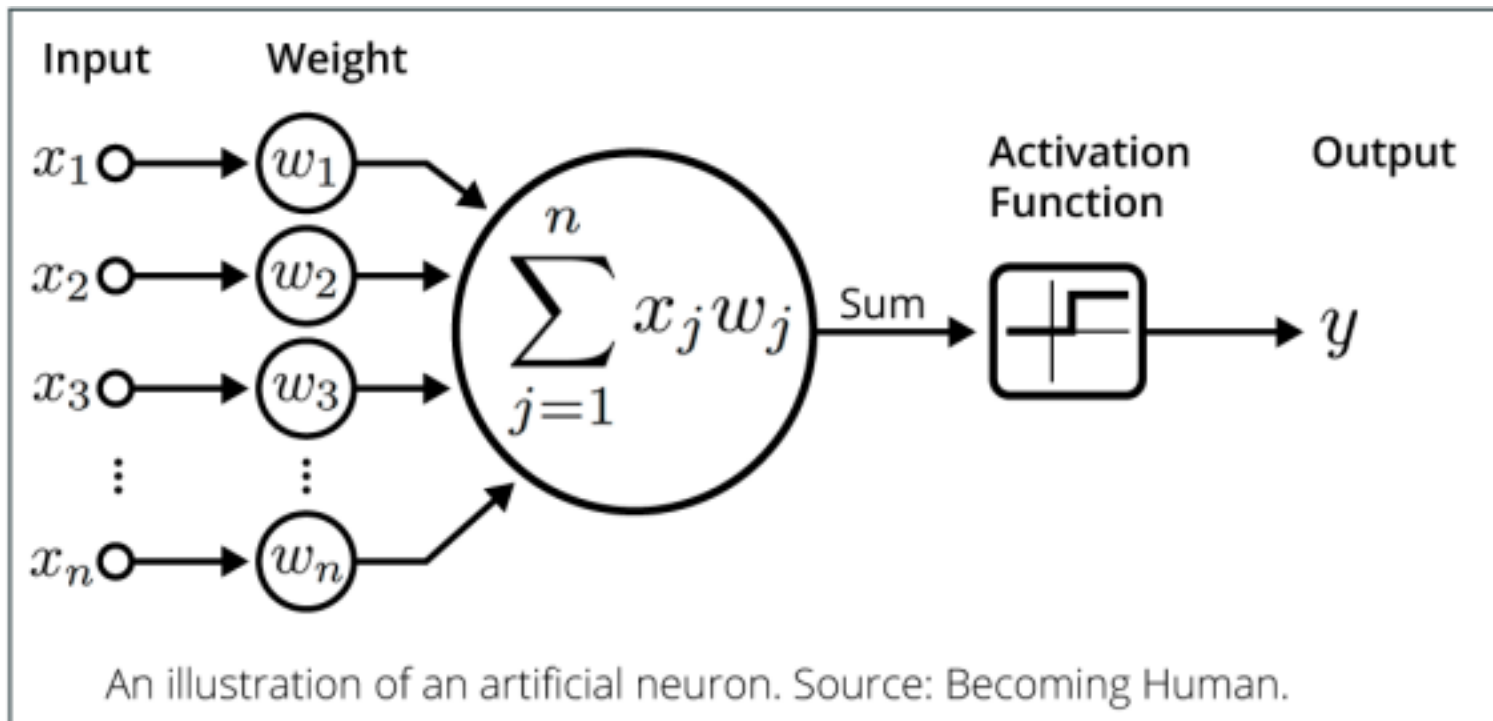 Input
Weight
Activation
Function
Output
x₁
w₁
x₂
w₂
x₃
w₃
⋮
⋮
xₙ
wₙ
n
∑ xⱼwⱼ
j=1
Sum
y
An illustration of an artificial neuron. Source: Becoming Human.